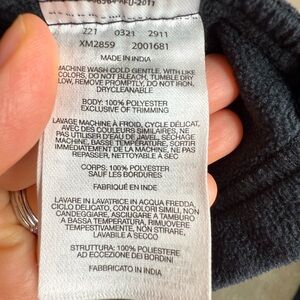 221 0321 2911
XM2859 2001681
MADE IN INDIA
MACHINE WASH COLD GENTLE, WITH LIKE
COLORS, DO NOT BLEACH, TUMBLE DRY
LOW, REMOVE PROMPTLY, DO NOT IRON,
DRYCLEANABLE
BODY: 100% POLYESTER
EXCLUSIVE OF TRIMMING
LAVAGE MACHINE À FROID, CYCLE DÉLICAT,
AVEC DES COULEURS SIMILAIRES, NE
PAS UTILISER D'EAU DE JAVEL, SÉCHAGE
MACHINE, BASSE TEMPÉRATURE, SORTIR
IMMEDIATEMENT DE LA MACHINE, NE PAS
REPASSER, NETTOYABLE A SEC
CORPS: 100% POLYESTER
SAUF LES BORDURES
FABRIQUÉ EN INDE
LAVARE IN LAVATRICE IN ACQUA FREDDA,
CICLO DELICATO, CON COLORI SIMILI, NON
CANDEGGIARE, ASCIUGARE A TAMBURO
A BASSA TEMPERATURA, RIMUOVERE
TEMPESTIVAMENTE, NON STIRARE,
LAVABILE A SECCO
STRUTTURA: 100% POLIESTERE
AD ECCEZIONE DEI BORDINI
FABBRICATO IN INDIA